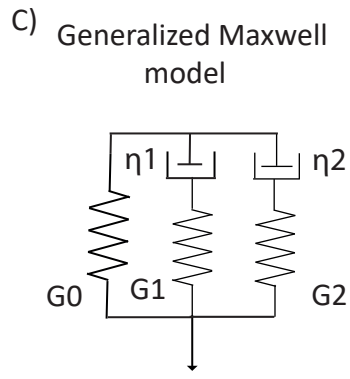 C) Generalized Maxwell
model
η1
η2
G0
G1
G2